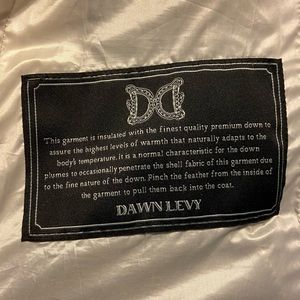 This garment is insulated with the finest quality premium down to
assure the highest levels of warmth that naturally adapts to the
body's temperature. it is a normal characteristic for the down
plumes to occasionally penetrate the shell fabric of this garment due
to the fine nature of the down. Pinch the feather from the inside of
the garment to pull them back into the coat.
DAWN LEVY